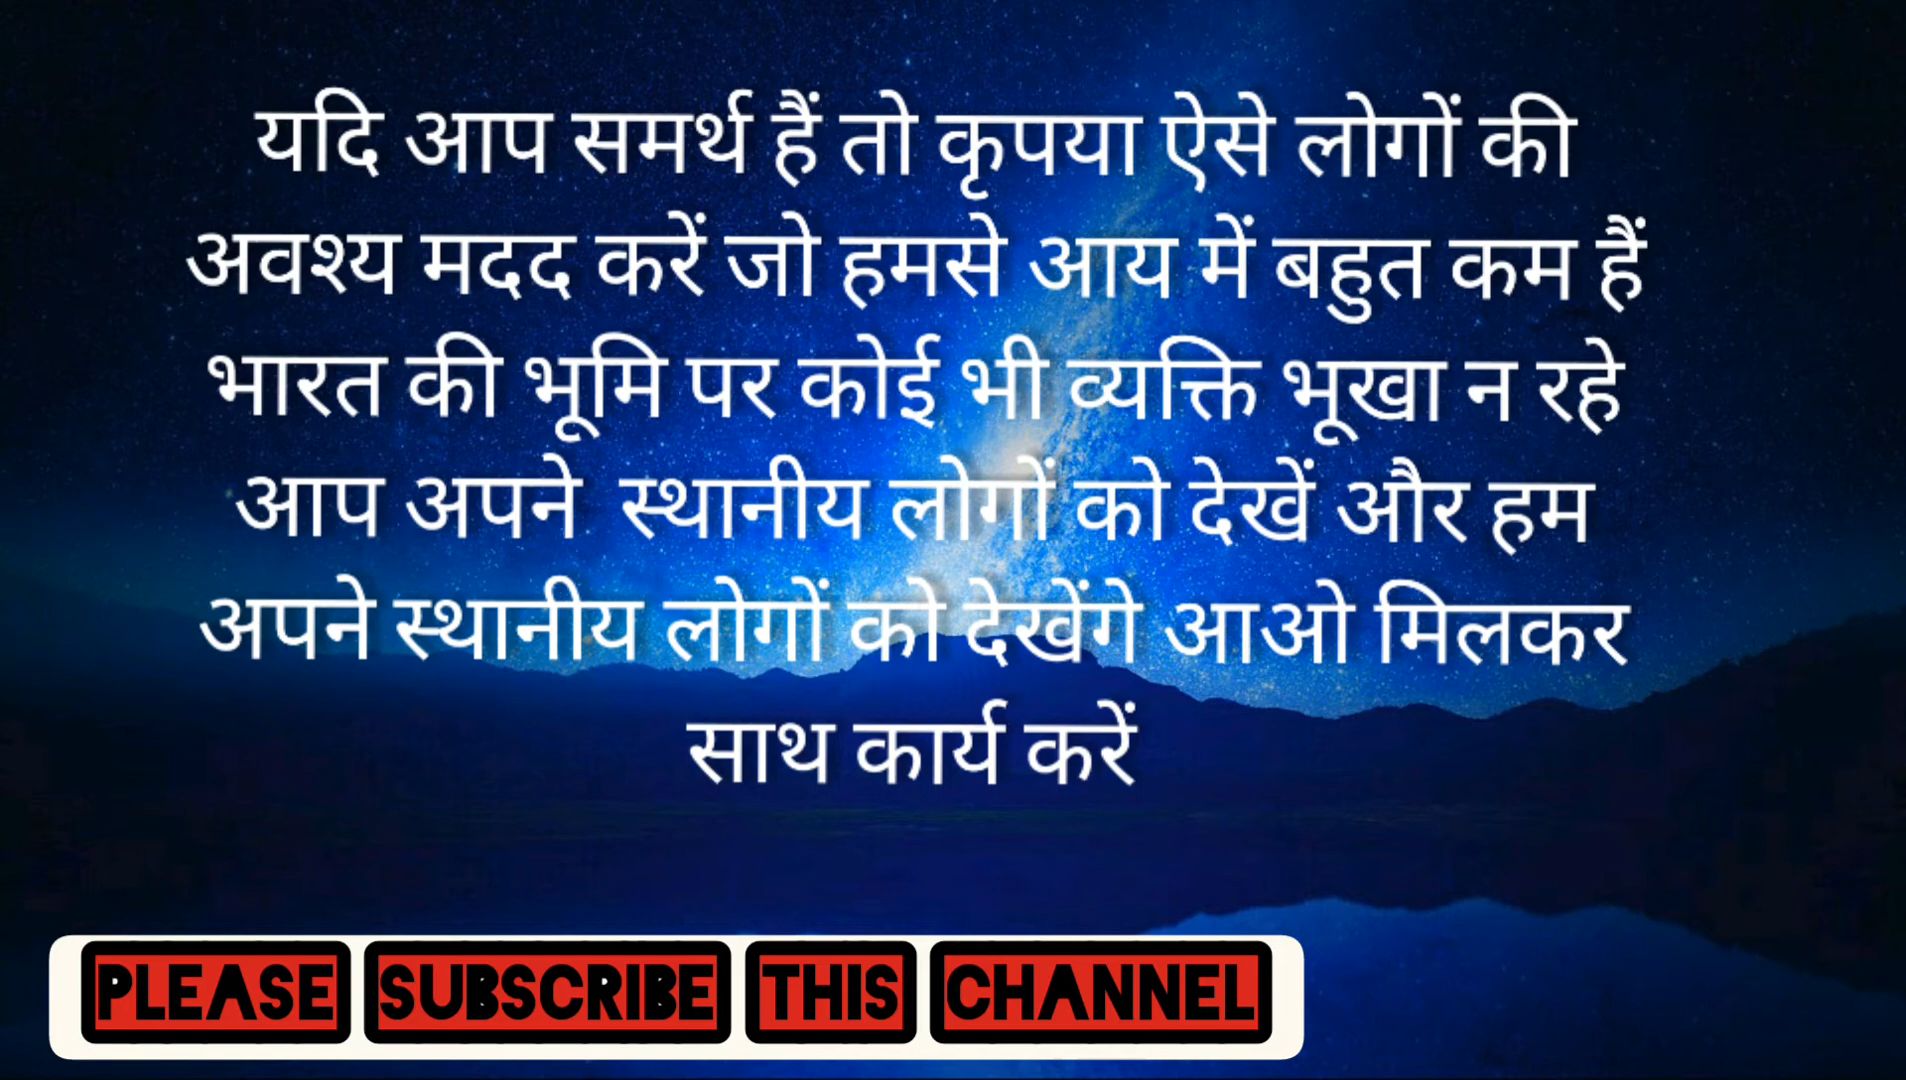 यदि आप समर्थ हैं तो कृपया ऐसे लोगों की
अवश्य मदद करें जो हमसे आय में बहुत कम हैं
भारत की भूमि पर कोई भी व्यक्ति भूखा न रहे
आप अपने स्थानीय लोगों को देखें और हम
अपने स्थानीय लोगों को देखेंगे आओ मिलकर
साथ कार्य करें
PLEASE SUBSCRIBE THIS CHANNEL